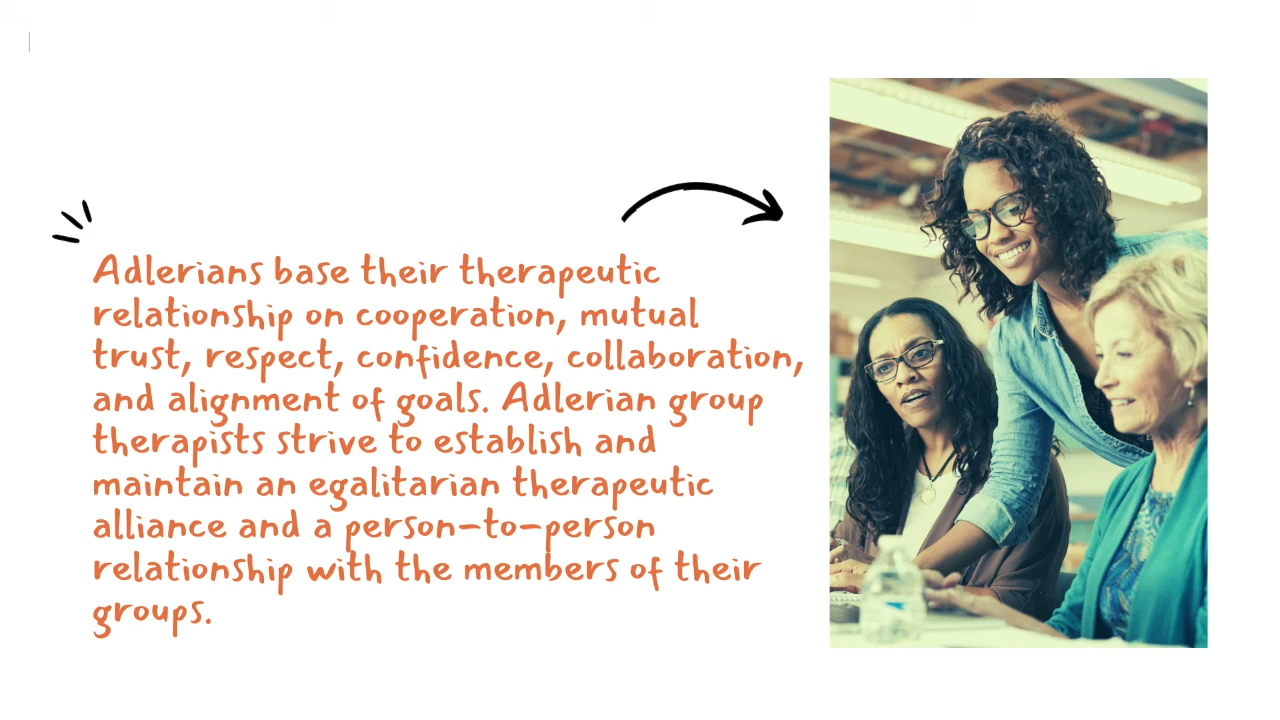 Adlerians base their therapeutic
relationship on cooperation, mutual
trust, respect, confidence, collaboration,
and alignment of goals. Adlerian group
therapists strive to establish and
maintain an egalitarian therapeutic
alliance and a person-to-person
relationship with the members of their
groups.